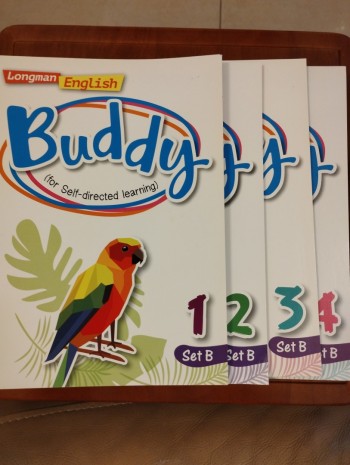 Longman English
Buddy
(for Self-directed learning)
1
Set B
y
2
Set B
y
3
Set B
y
4
t B